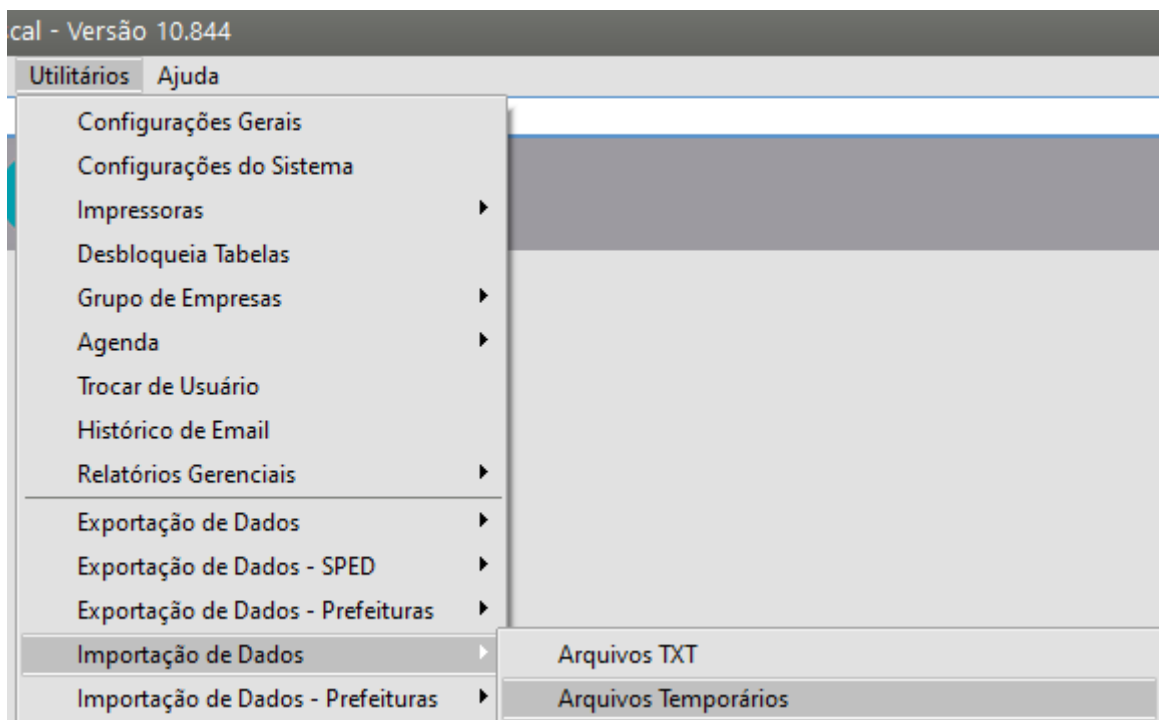 cal - Versão 10.844
Utilitários Ajuda
Configurações Gerais
Configurações do Sistema
Impressoras
Desbloqueia Tabelas
Grupo de Empresas
Agenda
Trocar de Usuário
Histórico de Email
Relatórios Gerenciais
Exportação de Dados
Exportação de Dados - SPED
Exportação de Dados - Prefeituras
Importação de Dados
Arquivos TXT
Importação de Dados - Prefeituras
Arquivos Temporários